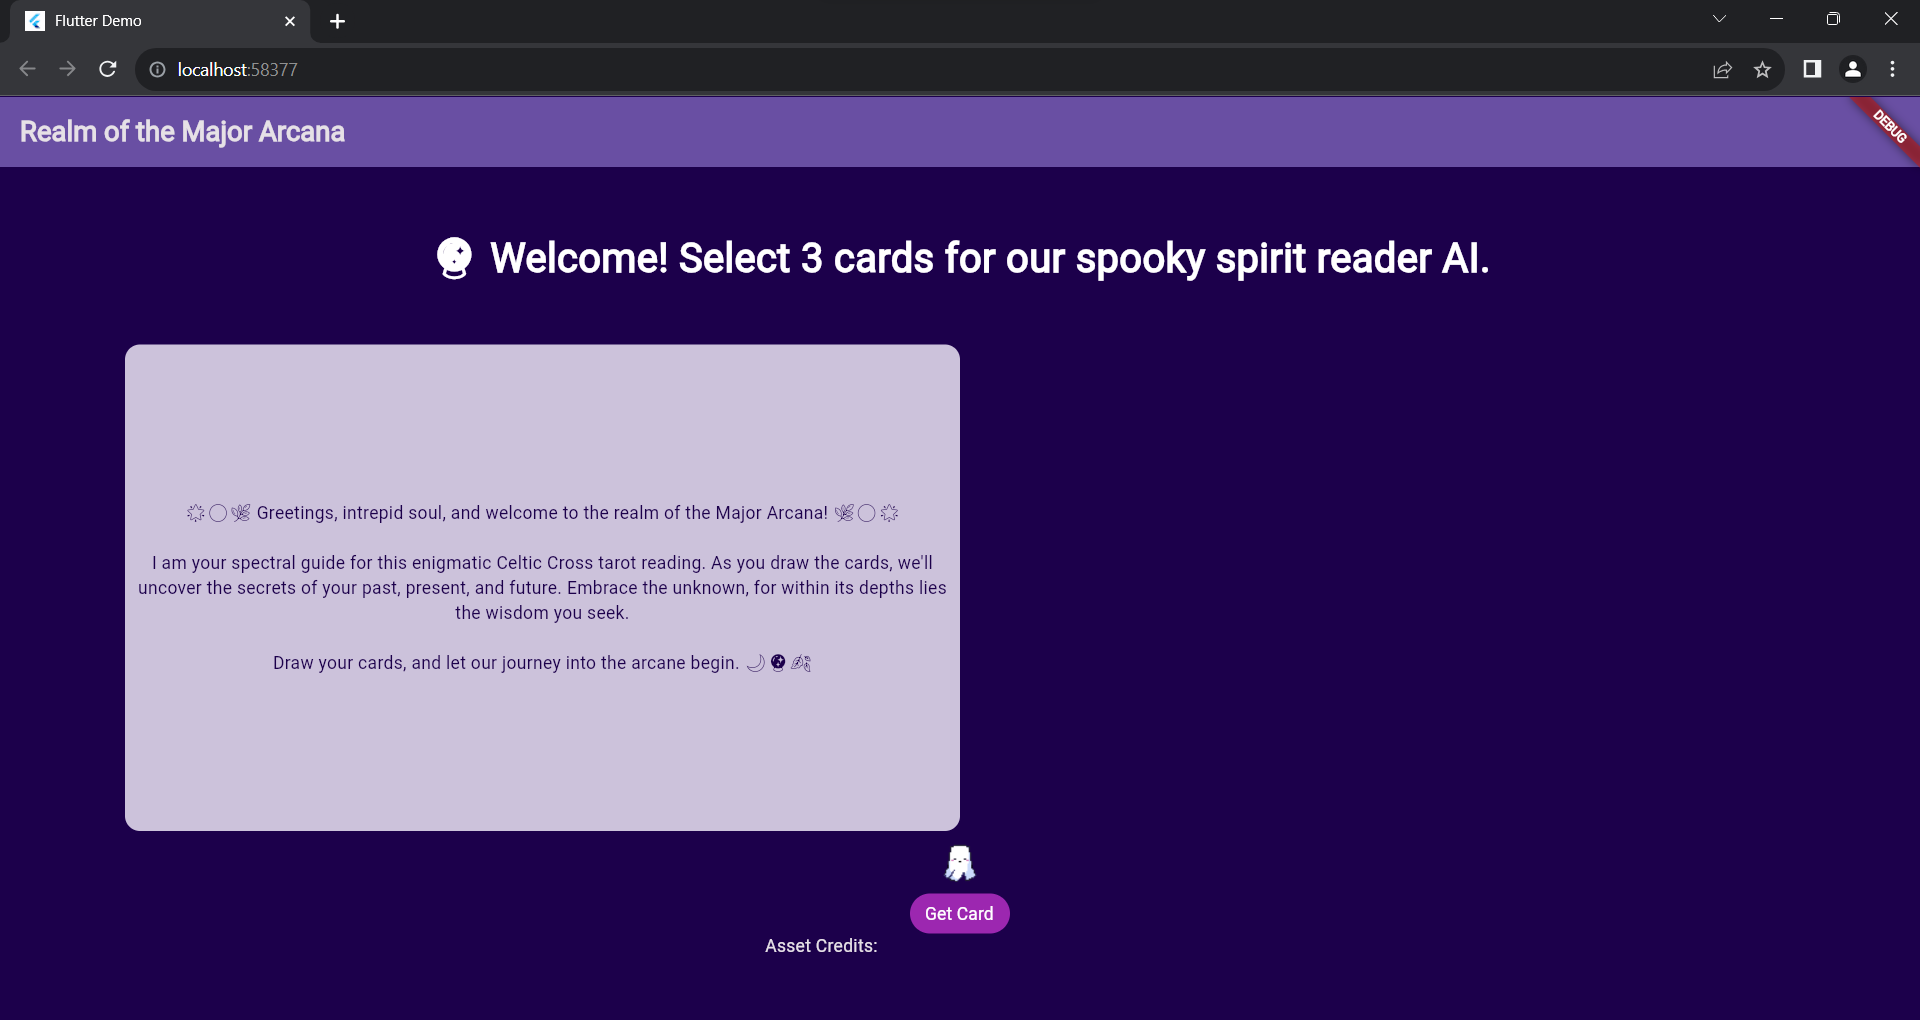 Flutter Demo
localhost:58377
Realm of the Major Arcana
DEBUG
Welcome! Select 3 cards for our spooky spirit reader AI.
Greetings, intrepid soul, and welcome to the realm of the Major Arcana!
I am your spectral guide for this enigmatic Celtic Cross tarot reading. As you draw the cards, we'll
uncover the secrets of your past, present, and future. Embrace the unknown, for within its depths lies
the wisdom you seek.
Draw your cards, and let our journey into the arcane begin.
Get Card
Asset Credits: